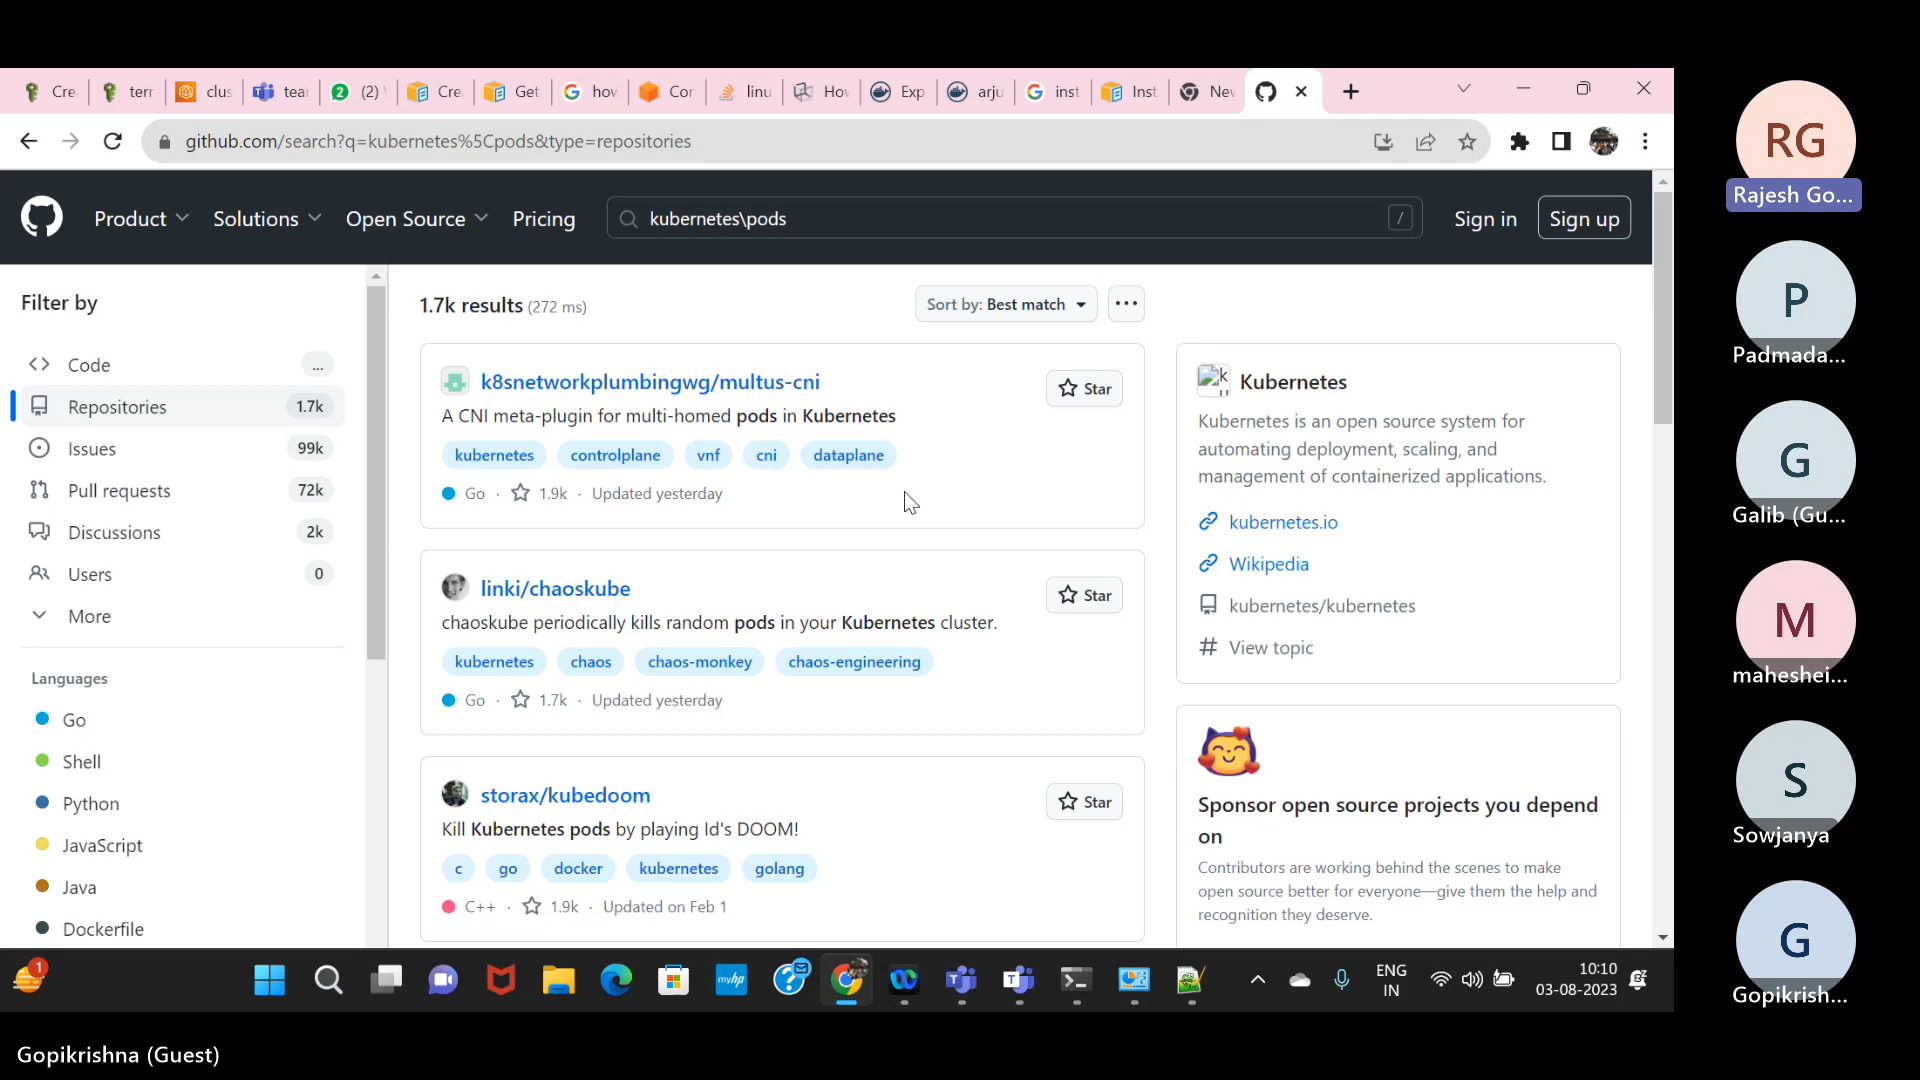 Cre
terr
clus
tear
(2)
Cre
Get
how
Cor
linu
How
Exp
arju
inst
Inst
New
github.com/search?q=kubernetes%5Cpods&type=repositories
Product
Solutions
Open Source
Pricing
kubernetes\pods
/
Sign in
Sign up
Filter by
Code
...
Repositories
1.7k
Issues
99k
Pull requests
72k
Discussions
2k
Users
0
More
Languages
Go
Shell
Python
JavaScript
Java
Dockerfile
1.7k results (272 ms)
Sort by: Best match
k8snetworkplumbingwg/multus-cni
Star
A CNI meta-plugin for multi-homed pods in Kubernetes
kubernetes controlplane vnf cni dataplane
Go · 1.9k · Updated yesterday
linki/chaoskube
Star
chaoskube periodically kills random pods in your Kubernetes cluster.
kubernetes chaos chaos-monkey chaos-engineering
Go · 1.7k · Updated yesterday
storax/kubedoom
Star
Kill Kubernetes pods by playing Id's DOOM!
c go docker kubernetes golang
C++ · 1.9k · Updated on Feb 1
Kubernetes
Kubernetes is an open source system for
automating deployment, scaling, and
management of containerized applications.
kubernetes.io
Wikipedia
kubernetes/kubernetes
# View topic
Sponsor open source projects you depend
on
Contributors are working behind the scenes to make
open source better for everyone—give them the help and
recognition they deserve.
1
myhp
ENG
IN
10:10
03-08-2023
RG
Rajesh Go...
P
Padmada...
G
Galib (Gu...
M
maheshei...
S
Sowjanya
G
Gopikrish...
Gopikrishna (Guest)